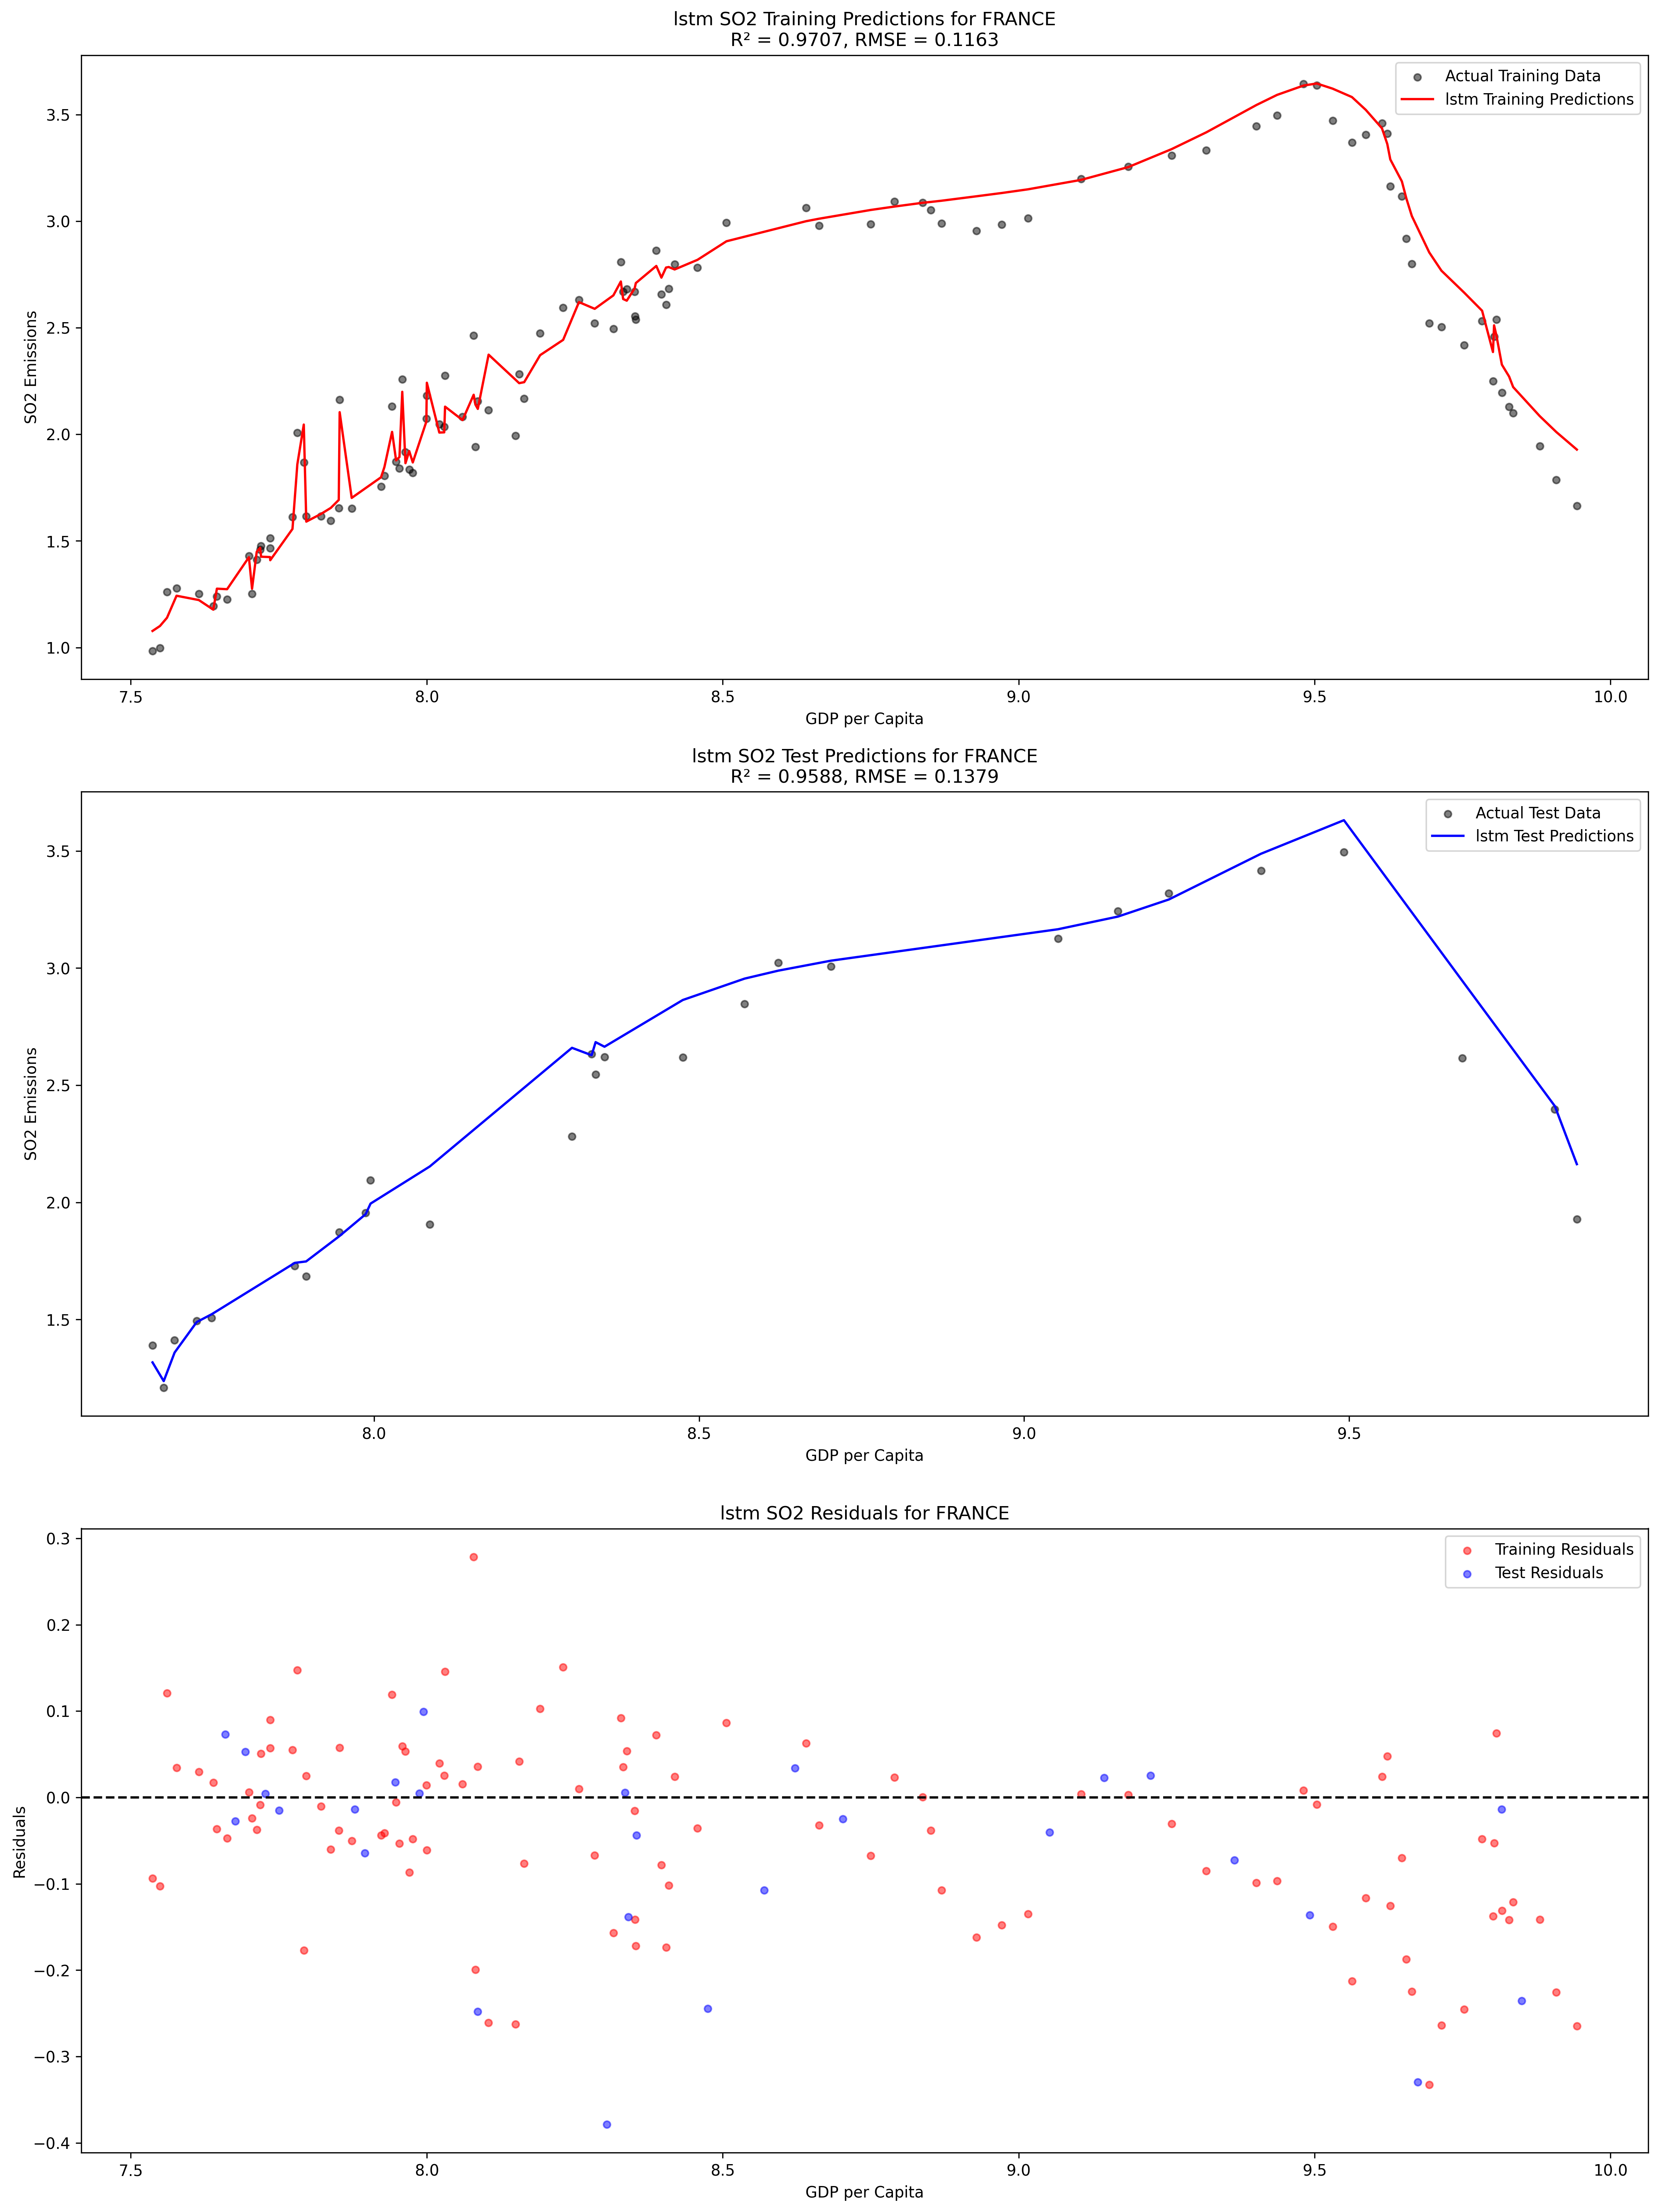 lstm SO2 Training Predictions for FRANCE
R² = 0.9707, RMSE = 0.1163
Actual Training Data
lstm Training Predictions
SO2 Emissions
3.5
3.0
2.5
2.0
1.5
1.0
7.5 8.0 8.5 9.0 9.5 10.0
GDP per Capita
lstm SO2 Test Predictions for FRANCE
R² = 0.9588, RMSE = 0.1379
Actual Test Data
lstm Test Predictions
SO2 Emissions
3.5
3.0
2.5
2.0
1.5
8.0 8.5 9.0 9.5
GDP per Capita
lstm SO2 Residuals for FRANCE
Training Residuals
Test Residuals
Residuals
0.3
0.2
0.1
0.0
−0.1
−0.2
−0.3
−0.4
7.5 8.0 8.5 9.0 9.5 10.0
GDP per Capita